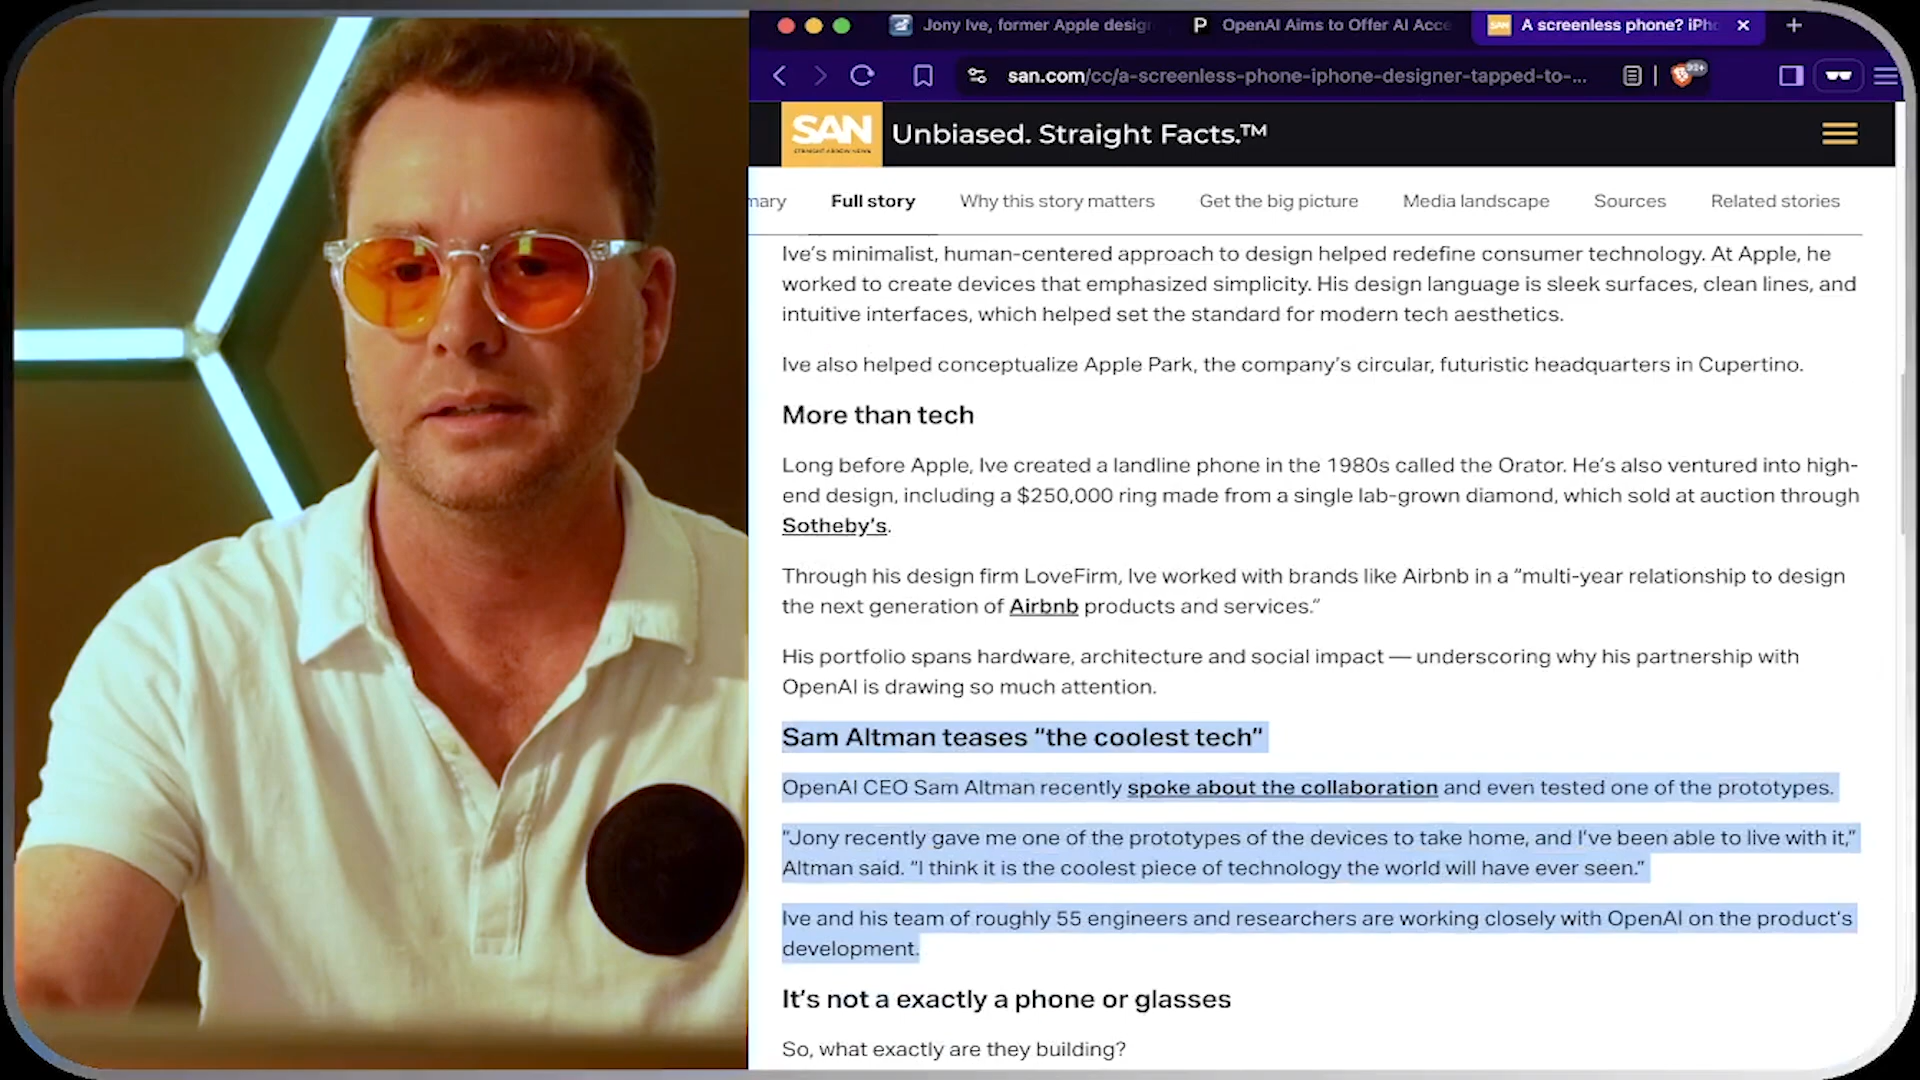 Jony Ive, former Apple desig
OpenAI Aims to Offer AI Acce
SAN
A screenless phone? iPho
san.com/cc/a-screenless-phone-iphone-designer-tapped-to-...
99+
SAN
STRAIGHT ARROW NEWS
Unbiased. Straight Facts.™
mary
Full story
Why this story matters
Get the big picture
Media landscape
Sources
Related stories
Ive’s minimalist, human-centered approach to design helped redefine consumer technology. At Apple, he
worked to create devices that emphasized simplicity. His design language is sleek surfaces, clean lines, and
intuitive interfaces, which helped set the standard for modern tech aesthetics.
Ive also helped conceptualize Apple Park, the company’s circular, futuristic headquarters in Cupertino.
More than tech
Long before Apple, Ive created a landline phone in the 1980s called the Orator. He’s also ventured into high-
end design, including a $250,000 ring made from a single lab-grown diamond, which sold at auction through
Sotheby’s.
Through his design firm LoveFirm, Ive worked with brands like Airbnb in a “multi-year relationship to design
the next generation of Airbnb products and services.”
His portfolio spans hardware, architecture and social impact — underscoring why his partnership with
OpenAI is drawing so much attention.
Sam Altman teases “the coolest tech”
OpenAI CEO Sam Altman recently spoke about the collaboration and even tested one of the prototypes.
“Jony recently gave me one of the prototypes of the devices to take home, and I’ve been able to live with it,”
Altman said. “I think it is the coolest piece of technology the world will have ever seen.”
Ive and his team of roughly 55 engineers and researchers are working closely with OpenAI on the product’s
development.
It’s not a exactly a phone or glasses
So, what exactly are they building?